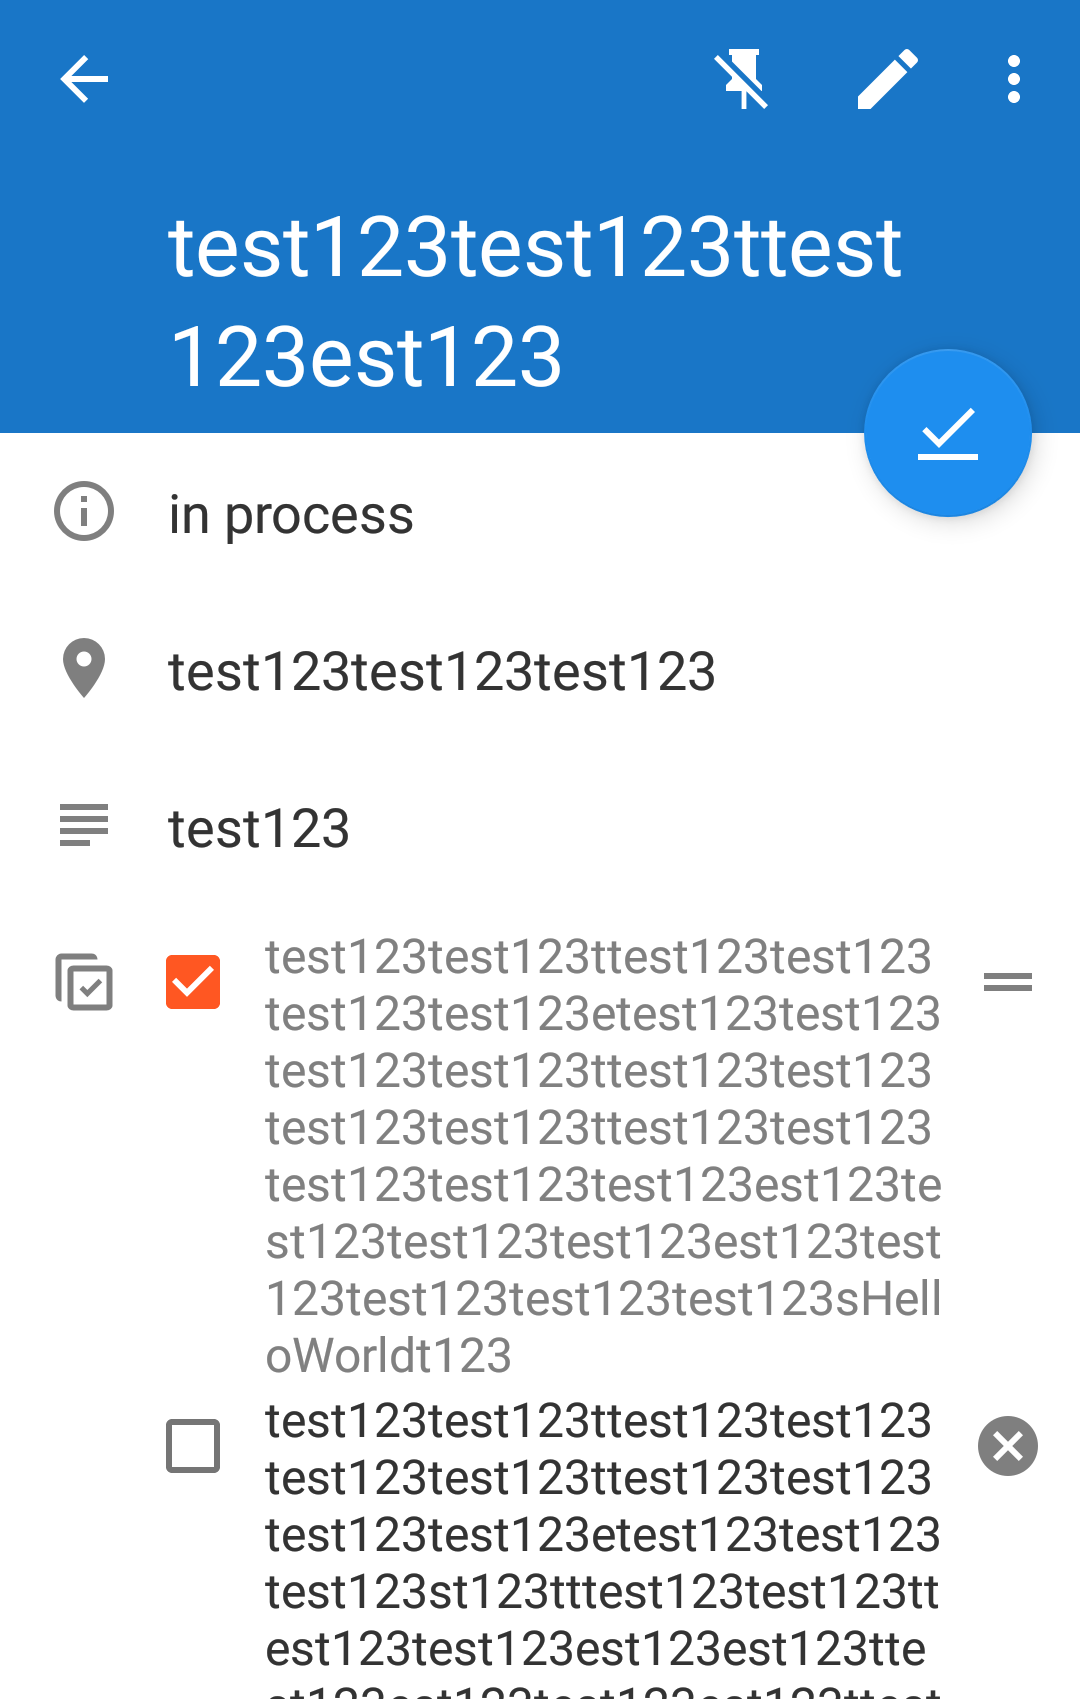 test123test123ttest
123est123
in process
test123test123test123
test123
test123test123ttest123test123
test123test123etest123test123
test123test123ttest123test123
test123test123ttest123test123
test123test123test123est123te
st123test123test123est123test
123test123test123test123sHell
oWorldt123
test123test123ttest123test123
test123test123ttest123test123
test123test123etest123test123
test123st123tttest123test123tt
est123test123est123est123tte